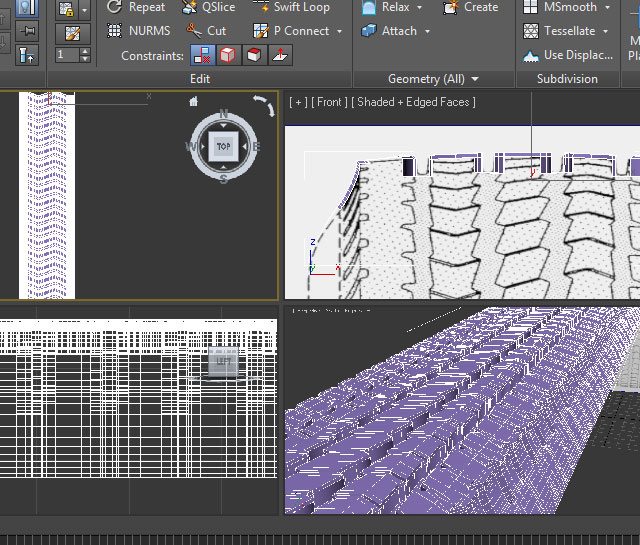 Repeat QSlice Swift Loop Relax Create MSmooth
NURMS Cut P Connect Attach Tessellate
1 Constraints: Use Displac...
Edit Geometry (All) Subdivision
[ + ] [ Front ] [ Shaded + Edged Faces ]
x
N
W TOP E
S
z
x
y
LEFT